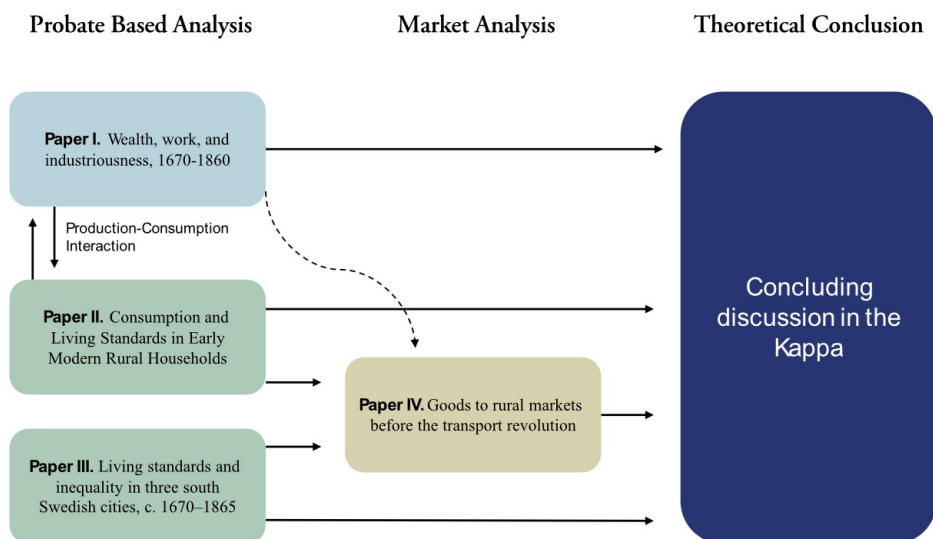 Probate Based Analysis
Market Analysis
Theoretical Conclusion
Paper I. Wealth, work, and
industriousness, 1670-1860
Production-Consumption
Interaction
Paper II. Consumption and
Living Standards in Early
Modern Rural Households
Paper III. Living standards and
inequality in three south
Swedish cities, c. 1670–1865
Paper IV. Goods to rural markets
before the transport revolution
Concluding
discussion in the
Kappa